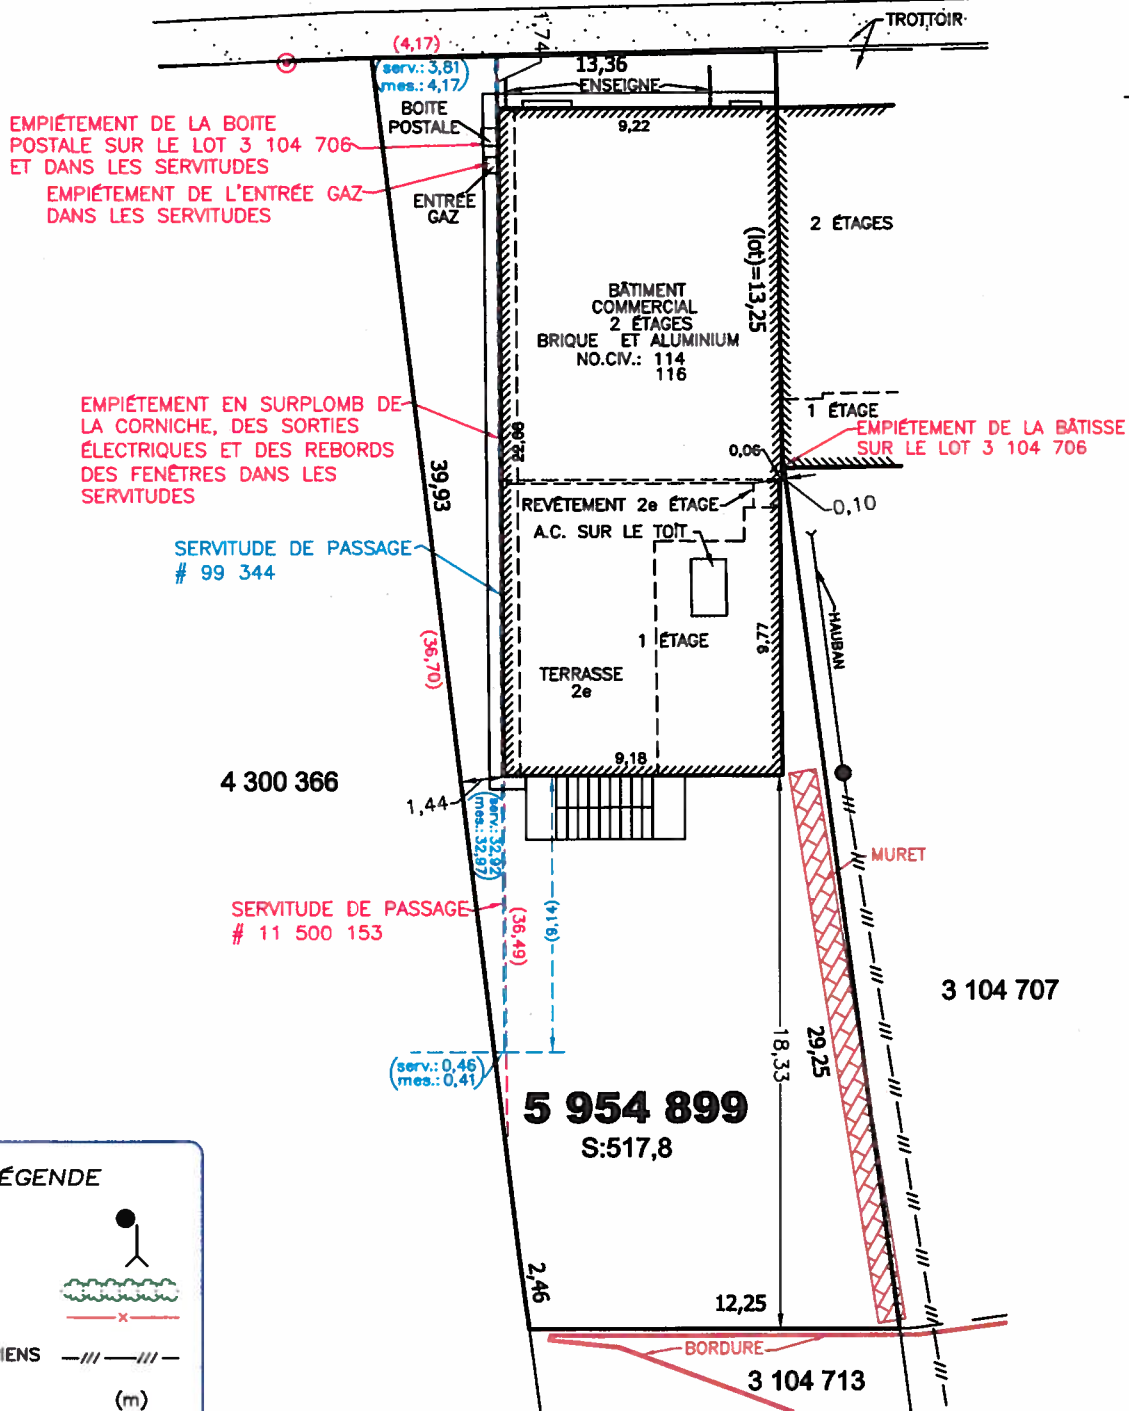 TROTTOIR
(4,17)
1,74
13,36
(serv.: 3,81
mes.: 4,17)
ENSEIGNE
BOITE
POSTALE
9,22
EMPIÉTEMENT DE LA BOITE
POSTALE SUR LE LOT 3 104 706
ET DANS LES SERVITUDES
EMPIÉTEMENT DE L'ENTRÉE GAZ
DANS LES SERVITUDES
ENTRÉE
GAZ
2 ÉTAGES
(lot)=13,25
BÂTIMENT
COMMERCIAL
2 ÉTAGES
BRIQUE ET ALUMINIUM
NO.CIV.: 114
116
1 ÉTAGE
EMPIÉTEMENT EN SURPLOMB DE
LA CORNICHE, DES SORTIES
ÉLECTRIQUES ET DES REBORDS
DES FENÊTRES DANS LES
SERVITUDES
EMPIÉTEMENT DE LA BÂTISSE
SUR LE LOT 3 104 706
0,06
39,93
REVÊTEMENT 2e ÉTAGE
0,10
A.C. SUR LE TOIT
SERVITUDE DE PASSAGE
# 99 344
HAUBAN
9,77
1 ÉTAGE
(36,70)
TERRASSE
2e
9,18
4 300 366
1,44
(serv.: 32,92
mes.: 32,97)
MURET
SERVITUDE DE PASSAGE
# 11 500 153
(36,49)
(9,14)
3 104 707
18,33
29,25
(serv.: 0,46
mes.: 0,41)
5 954 899
S:517,8
ÉGENDE
2,46
12,25
BORDURE
IENS
3 104 713
(m)